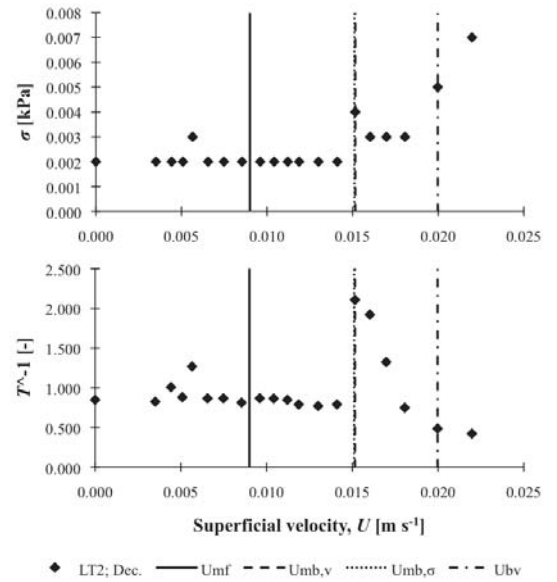 0.008
0.007
0.006
0.005
0.004
0.003
0.002
0.001
0.000
σ [kPa]
0.000 0.005 0.010 0.015 0.020 0.025
2.500
2.000
1.500
1.000
0.500
0.000
T^-1 [-]
0.000 0.005 0.010 0.015 0.020 0.025
Superficial velocity, U [m s⁻¹]
LT2; Dec. Umf Umb,v Umb,σ Ubv